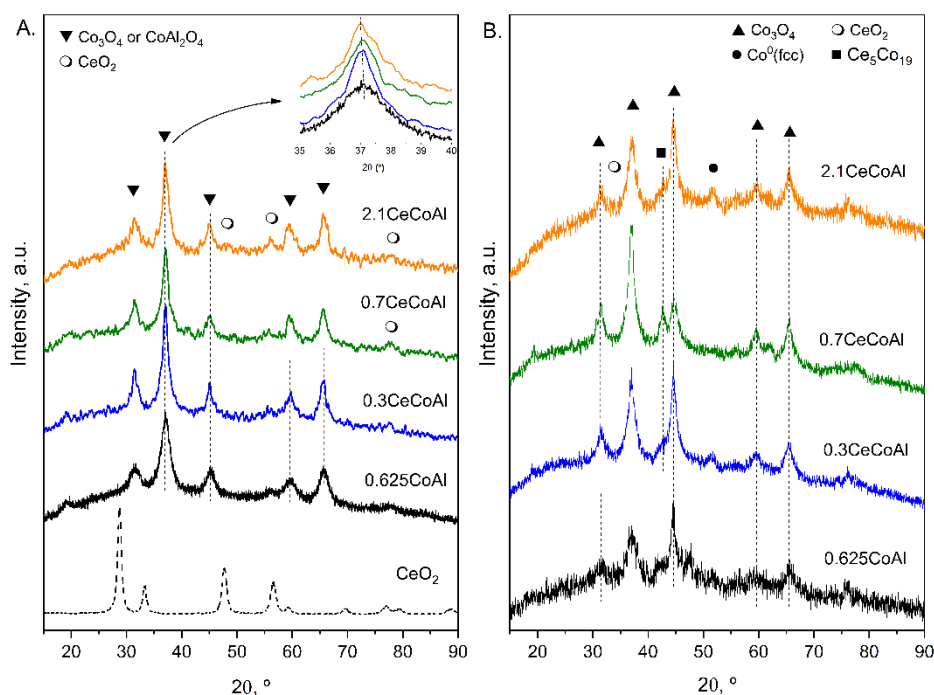 A.
▼ Co₃O₄ or CoAl₂O₄
○ CeO₂
35 36 37 38 39 40
2θ (°)
2.1CeCoAl
0.7CeCoAl
0.3CeCoAl
0.625CoAl
CeO₂
Intensity, a.u.
20 30 40 50 60 70 80 90
2θ, º
B.
▲ Co₃O₄ ○ CeO₂
● Co⁰(fcc) ■ Ce₅Co₁₉
2.1CeCoAl
0.7CeCoAl
0.3CeCoAl
0.625CoAl
Intensity, a.u.
20 30 40 50 60 70 80 90
2θ, º